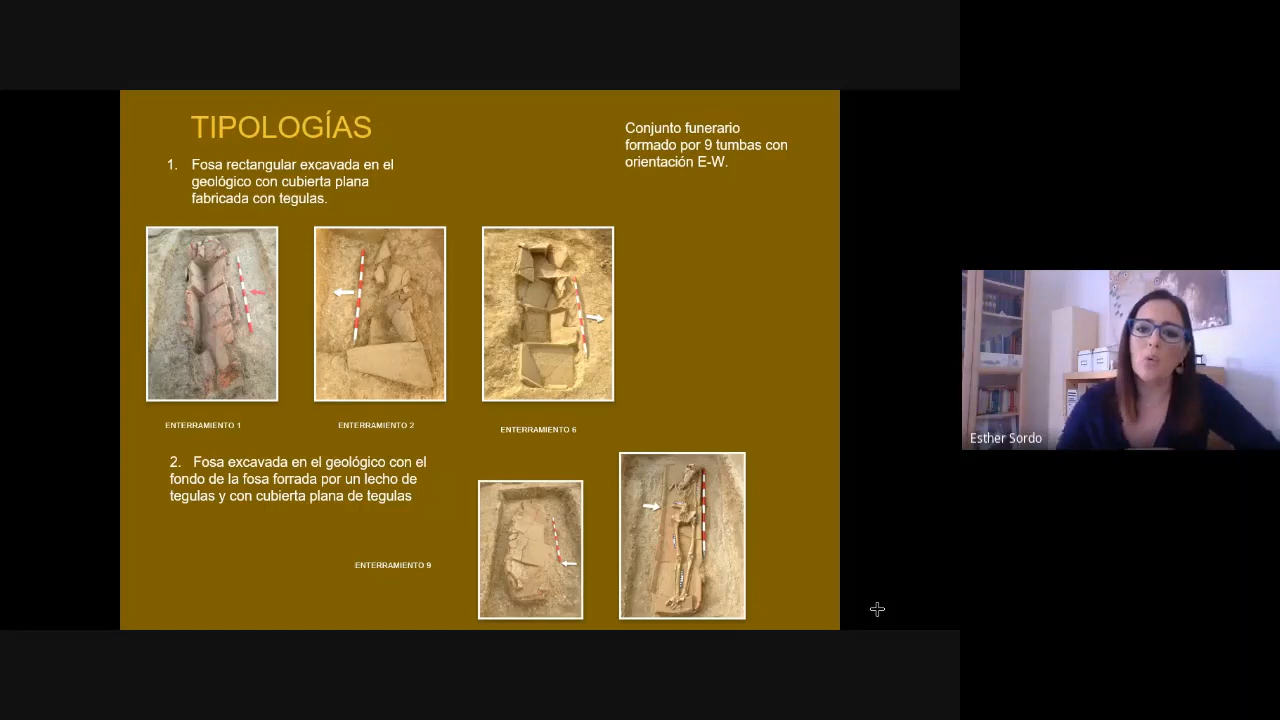 TIPOLOGÍAS
1. Fosa rectangular excavada en el
geológico con cubierta plana
fabricada con tegulas.
Conjunto funerario
formado por 9 tumbas con
orientación E-W.
ENTERRAMIENTO 1
ENTERRAMIENTO 2
ENTERRAMIENTO 6
2. Fosa excavada en el geológico con el
fondo de la fosa forrada por un lecho de
tegulas y con cubierta plana de tegulas
ENTERRAMIENTO 9
Esther Sordo